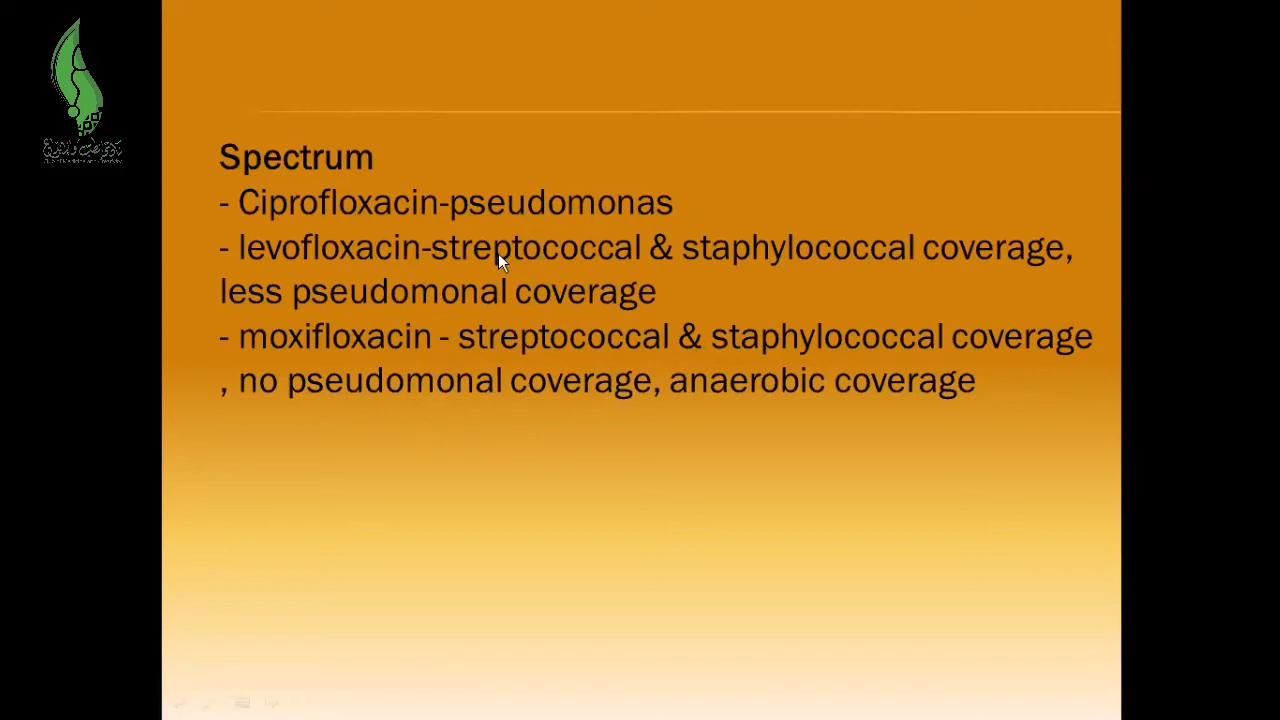 Spectrum
- Ciprofloxacin-pseudomonas
- levofloxacin-streptococcal & staphylococcal coverage,
less pseudomonal coverage
- moxifloxacin - streptococcal & staphylococcal coverage
, no pseudomonal coverage, anaerobic coverage